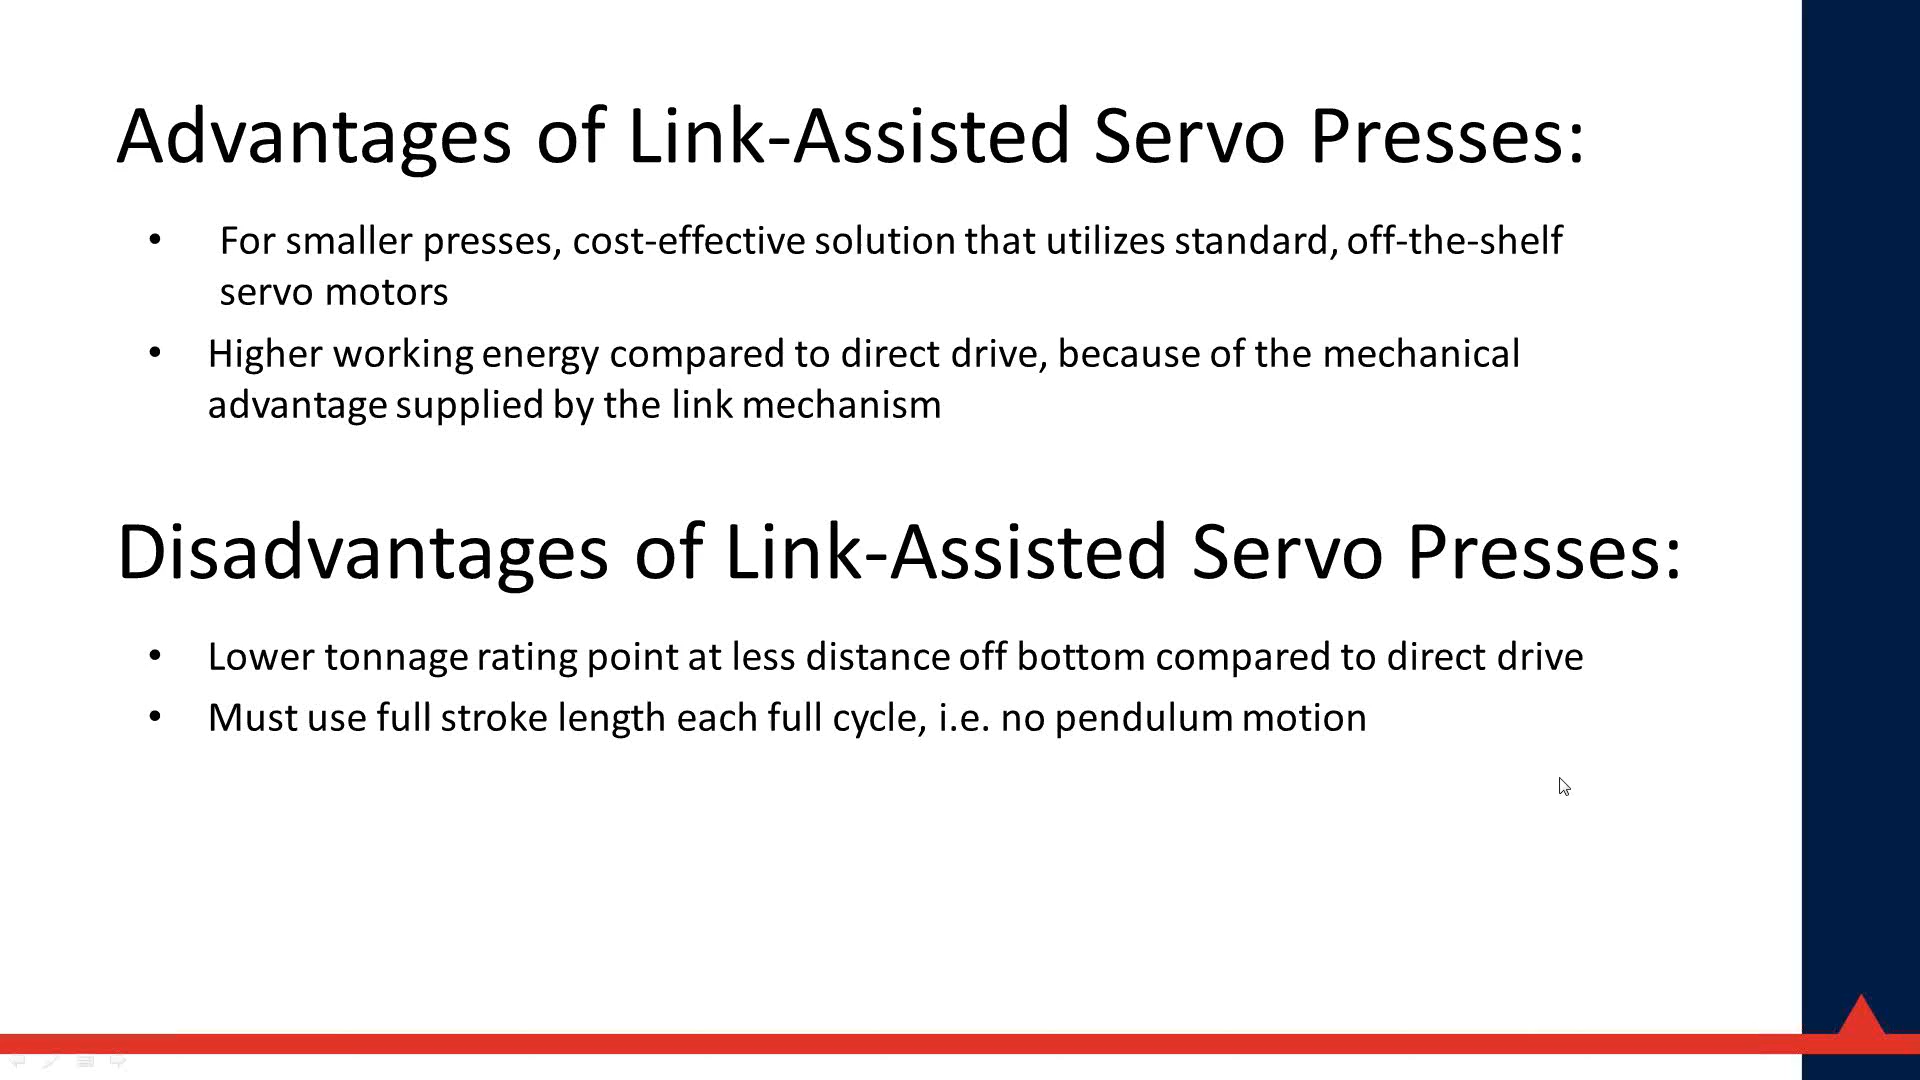 Advantages of Link-Assisted Servo Presses:
• For smaller presses, cost-effective solution that utilizes standard, off-the-shelf
servo motors
• Higher working energy compared to direct drive, because of the mechanical
advantage supplied by the link mechanism
Disadvantages of Link-Assisted Servo Presses:
• Lower tonnage rating point at less distance off bottom compared to direct drive
• Must use full stroke length each full cycle, i.e. no pendulum motion